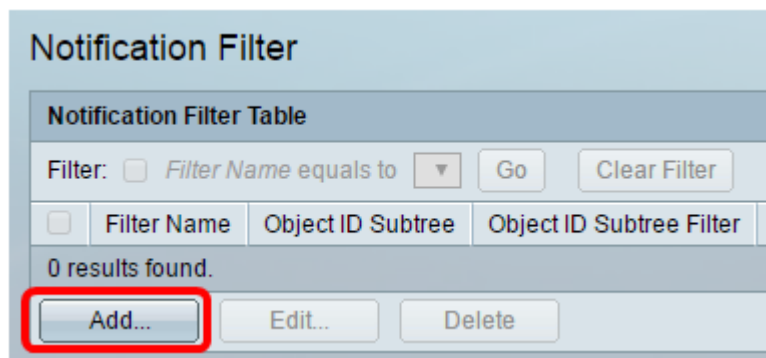 Notification Filter
Notification Filter Table
Filter: Filter Name equals to Go Clear Filter
Filter Name Object ID Subtree Object ID Subtree Filter
0 results found.
Add... Edit... Delete